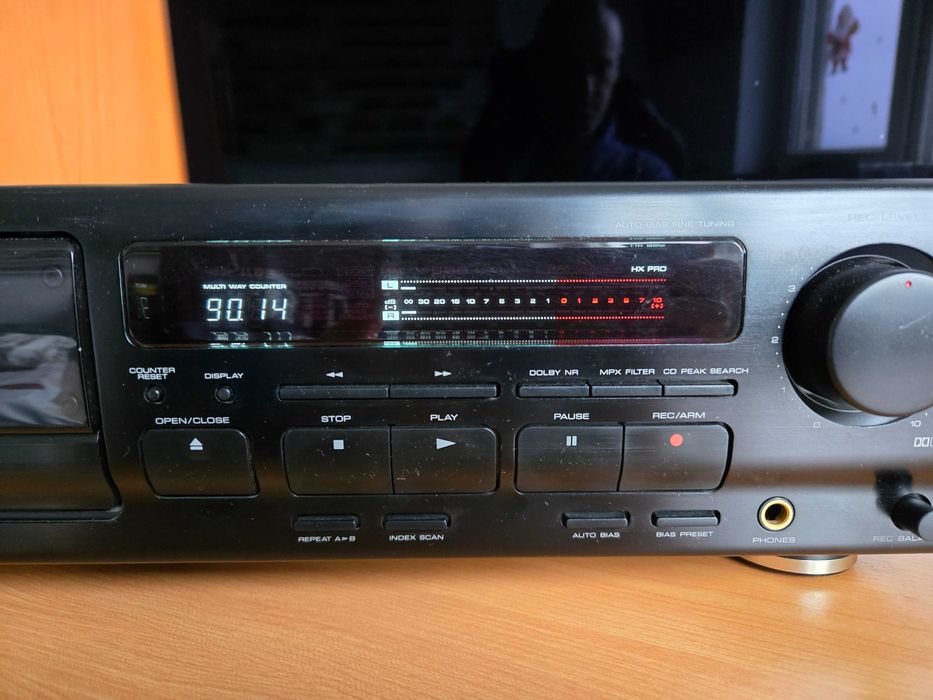 AUTO BIAS FINE TUNING
REC LEVEL
HX PRO
MULTI WAY COUNTER
90.14
L
dB ∞ 30 20 15 10 7 5 3 2 1 0 1 2 3 5 7 10
(-) (+)
R
3
2
0
10
COUNTER RESET
DISPLAY
◀◀
▶▶
DOLBY NR
MPX FILTER
CD PEAK SEARCH
OPEN/CLOSE
STOP
PLAY
PAUSE
REC/ARM
REPEAT A▶B
INDEX SCAN
AUTO BIAS
BIAS PRESET
PHONES
REC BALA